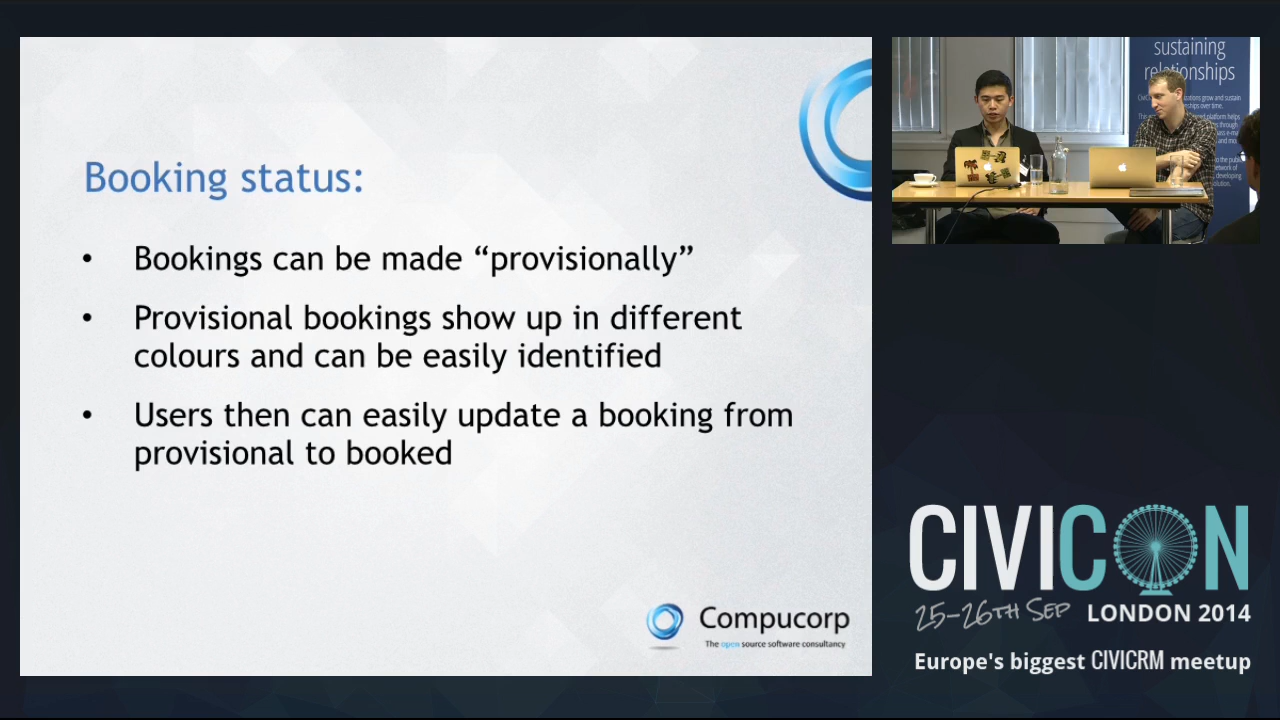 Booking status:
• Bookings can be made “provisionally”
• Provisional bookings show up in different
colours and can be easily identified
• Users then can easily update a booking from
provisional to booked
Compucorp
The open source software consultancy
sustaining
relationships
CIVICON
25-26TH SEP LONDON 2014
Europe's biggest CIVICRM meetup